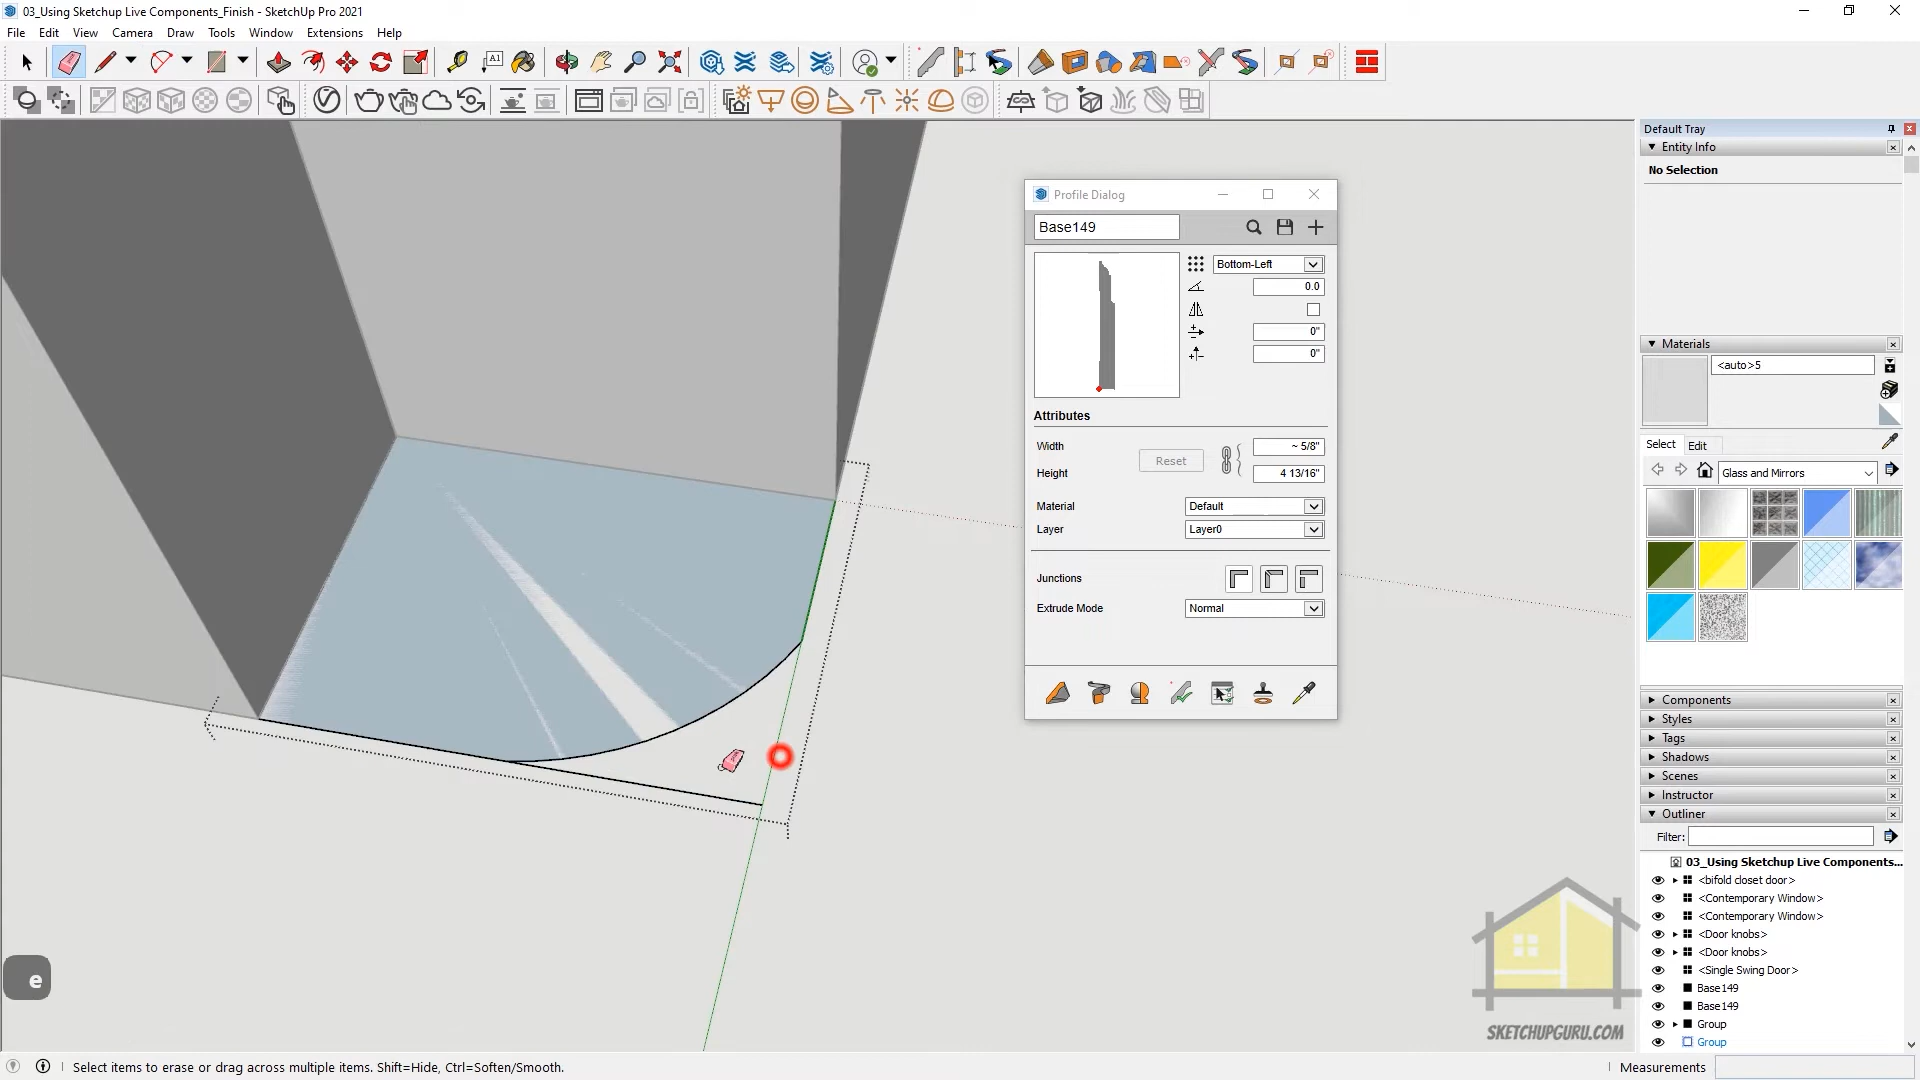 03_Using Sketchup Live Components_Finish - SketchUp Pro 2021
File Edit View Camera Draw Tools Window Extensions Help
A1
Default Tray
Entity Info
No Selection
Materials
<auto>5
Select Edit
Glass and Mirrors
Components
Styles
Tags
Shadows
Scenes
Instructor
Outliner
Filter:
03_Using Sketchup Live Components...
<bifold closet door>
<Contemporary Window>
<Contemporary Window>
<Door knobs>
<Door knobs>
<Single Swing Door>
Base149
Base149
Group
Group
Profile Dialog
Base149
Bottom-Left
0.0
0"
0"
Attributes
Width ~ 5/8"
Reset
Height 4 13/16"
Material Default
Layer Layer0
Junctions
Extrude Mode Normal
e
SKETCHUPGURU.COM
Select items to erase or drag across multiple items. Shift=Hide, Ctrl=Soften/Smooth.
Measurements